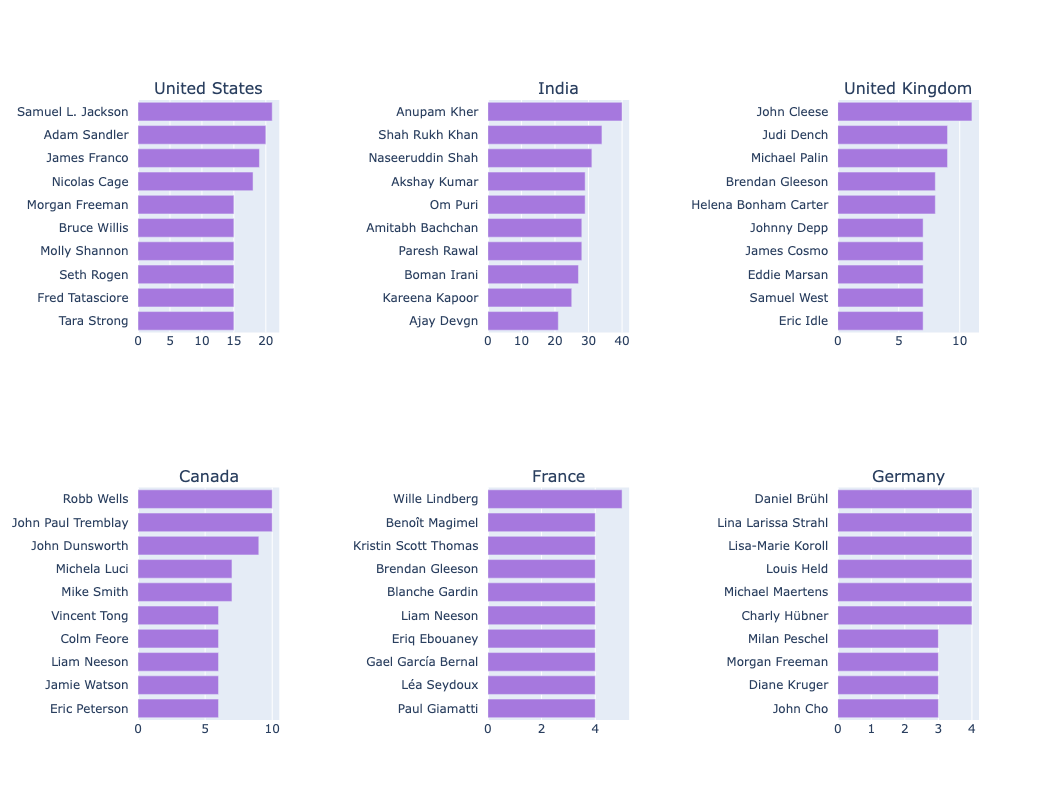 United States
Samuel L. Jackson
Adam Sandler
James Franco
Nicolas Cage
Morgan Freeman
Bruce Willis
Molly Shannon
Seth Rogen
Fred Tatasciore
Tara Strong
0 5 10 15 20
India
Anupam Kher
Shah Rukh Khan
Naseeruddin Shah
Akshay Kumar
Om Puri
Amitabh Bachchan
Paresh Rawal
Boman Irani
Kareena Kapoor
Ajay Devgn
0 10 20 30 40
United Kingdom
John Cleese
Judi Dench
Michael Palin
Brendan Gleeson
Helena Bonham Carter
Johnny Depp
James Cosmo
Eddie Marsan
Samuel West
Eric Idle
0 5 10
Canada
Robb Wells
John Paul Tremblay
John Dunsworth
Michela Luci
Mike Smith
Vincent Tong
Colm Feore
Liam Neeson
Jamie Watson
Eric Peterson
0 5 10
France
Wille Lindberg
Benoît Magimel
Kristin Scott Thomas
Brendan Gleeson
Blanche Gardin
Liam Neeson
Eriq Ebouaney
Gael García Bernal
Léa Seydoux
Paul Giamatti
0 2 4
Germany
Daniel Brühl
Lina Larissa Strahl
Lisa-Marie Koroll
Louis Held
Michael Maertens
Charly Hübner
Milan Peschel
Morgan Freeman
Diane Kruger
John Cho
0 1 2 3 4